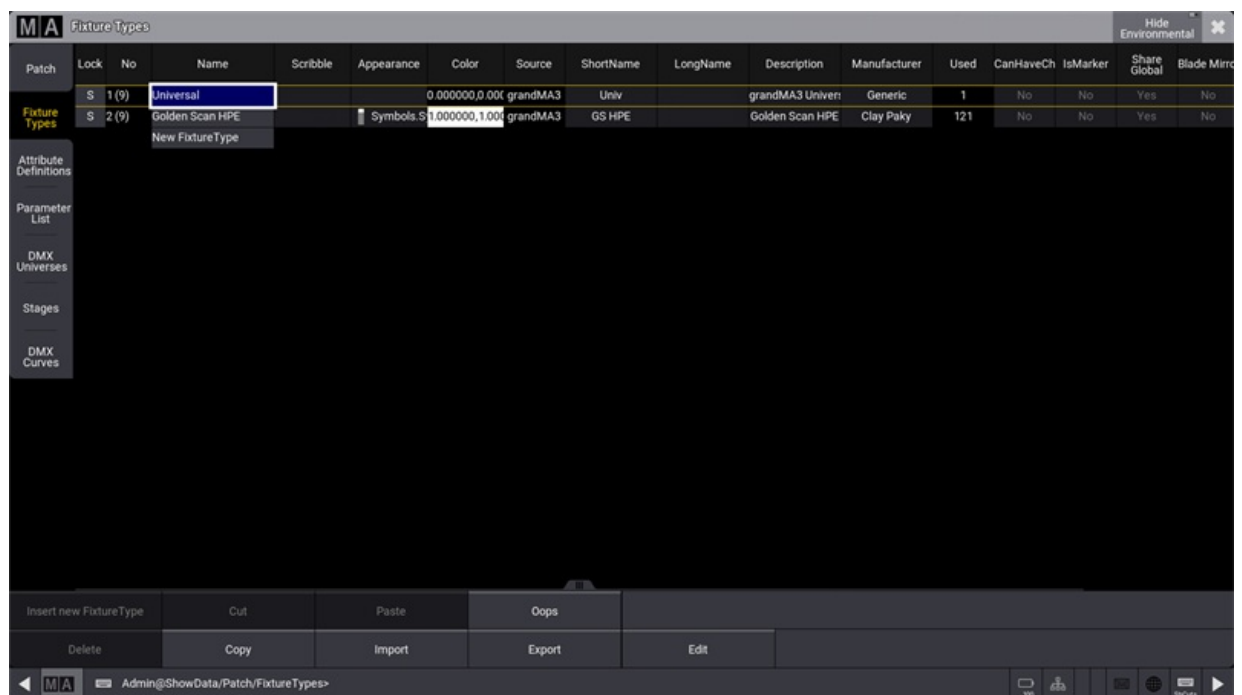 MA Fixture Types
Hide
Environmental
Patch
Lock No Name Scribble Appearance Color Source ShortName LongName Description Manufacturer Used CanHaveCh IsMarker Share Global Blade Mirro
S 1 (9) Universal 0.000000,0.000 grandMA3 Univ grandMA3 Univer Generic 1 No No Yes No
Fixture
Types
S 2 (9) Golden Scan HPE Symbols.S 1.000000,1.000 grandMA3 GS HPE Golden Scan HPE Clay Paky 121 No No Yes No
New FixtureType
Attribute
Definitions
Parameter
List
DMX
Universes
Stages
DMX
Curves
Insert new FixtureType Cut Paste Oops
Delete Copy Import Export Edit
MA Admin@ShowData/Patch/FixtureTypes>